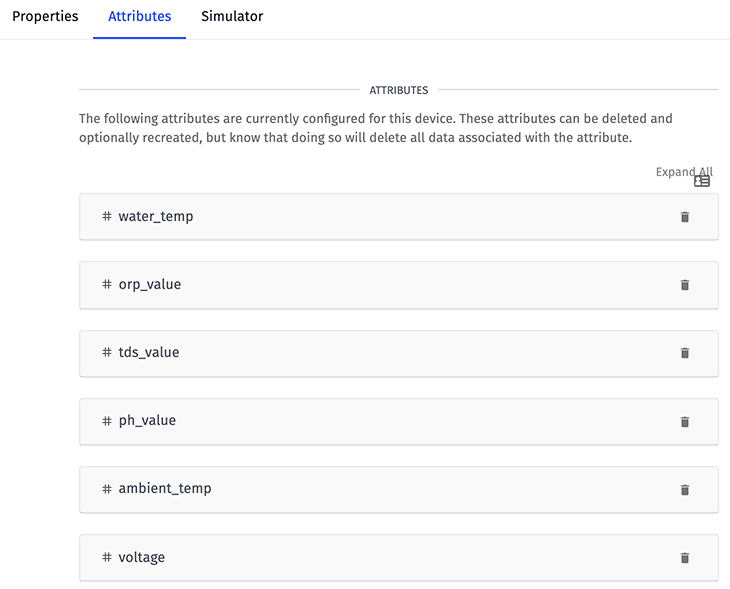 Properties Attributes Simulator
ATTRIBUTES
The following attributes are currently configured for this device. These attributes can be deleted and
optionally recreated, but know that doing so will delete all data associated with the attribute.
Expand All
# water_temp
# orp_value
# tds_value
# ph_value
# ambient_temp
# voltage